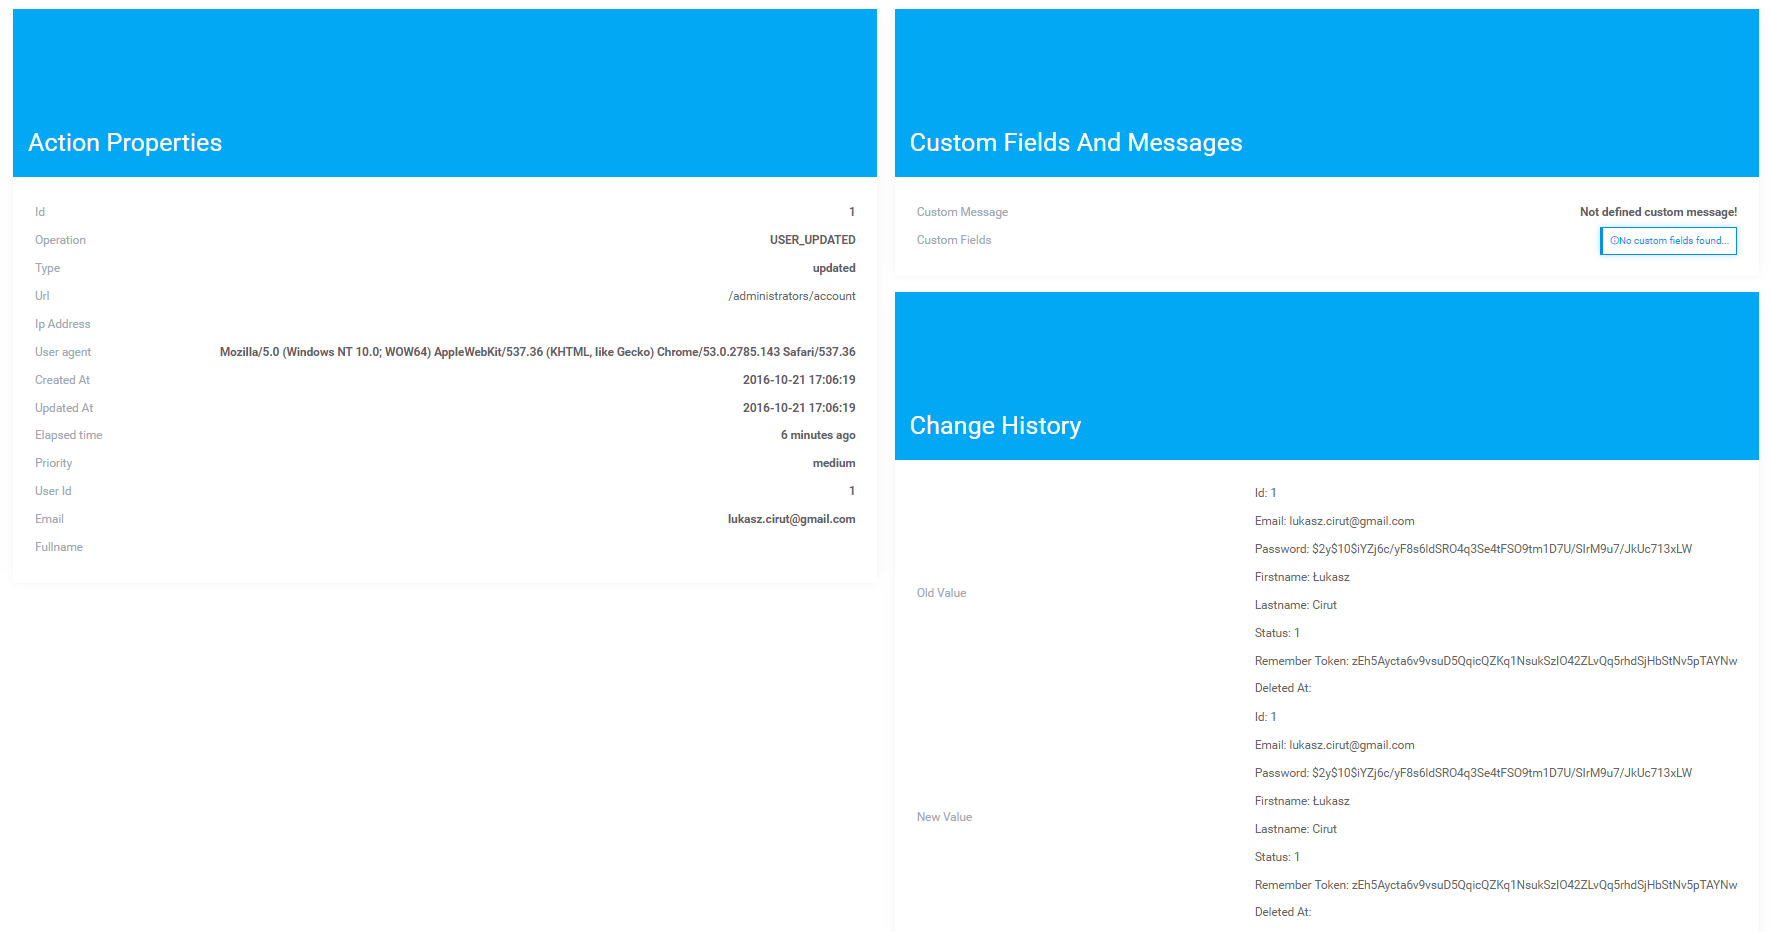 Action Properties
Id 1
Operation USER_UPDATED
Type updated
Url /administrators/account
Ip Address
User agent Mozilla/5.0 (Windows NT 10.0; WOW64) AppleWebKit/537.36 (KHTML, like Gecko) Chrome/53.0.2785.143 Safari/537.36
Created At 2016-10-21 17:06:19
Updated At 2016-10-21 17:06:19
Elapsed time 6 minutes ago
Priority medium
User Id 1
Email lukasz.cirut@gmail.com
Fullname
Custom Fields And Messages
Custom Message Not defined custom message!
Custom Fields No custom fields found...
Change History
Old Value
Id: 1
Email: lukasz.cirut@gmail.com
Password: $2y$10$iYZj6c/yF8s6IdSRO4q3Se4tFSO9tm1D7U/SIrM9u7/JkUc713xLW
Firstname: Łukasz
Lastname: Cirut
Status: 1
Remember Token: zEh5Aycta6v9vsuD5QqicQZKq1NsukSzIO42ZLvQq5rhdSjHbStNv5pTAYNw
Deleted At:
New Value
Id: 1
Email: lukasz.cirut@gmail.com
Password: $2y$10$iYZj6c/yF8s6IdSRO4q3Se4tFSO9tm1D7U/SIrM9u7/JkUc713xLW
Firstname: Łukasz
Lastname: Cirut
Status: 1
Remember Token: zEh5Aycta6v9vsuD5QqicQZKq1NsukSzIO42ZLvQq5rhdSjHbStNv5pTAYNw
Deleted At: